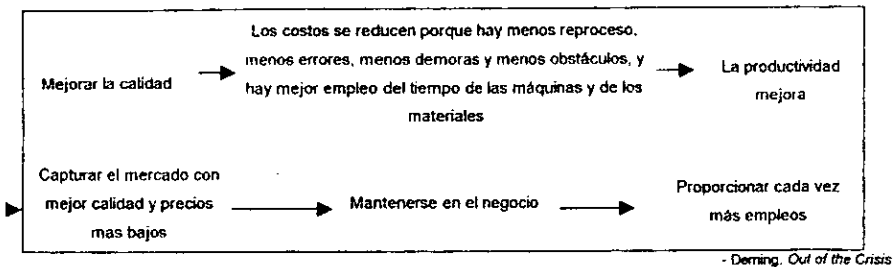 Mejorar la calidad
Los costos se reducen porque hay menos reproceso,
menos errores, menos demoras y menos obstáculos, y
hay mejor empleo del tiempo de las máquinas y de los
materiales
La productividad
mejora
Capturar el mercado con
mejor calidad y precios
mas bajos
Mantenerse en el negocio
Proporcionar cada vez
más empleos
- Deming, Out of the Crisis